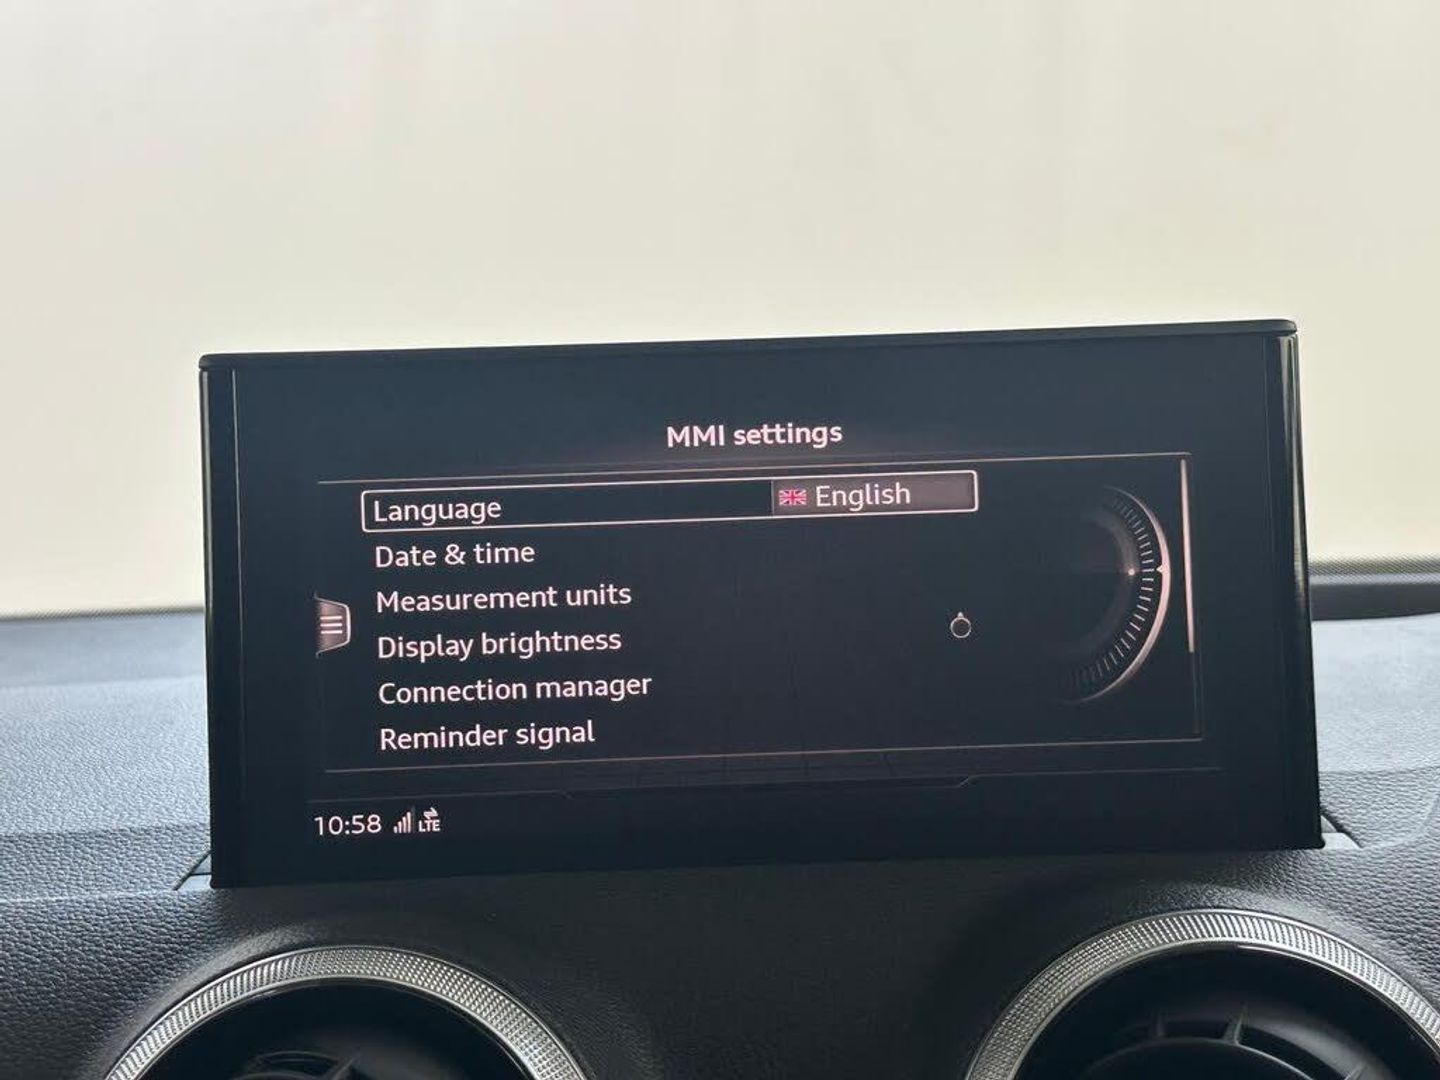 MMI settings
Language English
Date & time
Measurement units
Display brightness
Connection manager
Reminder signal
10:58 LTE